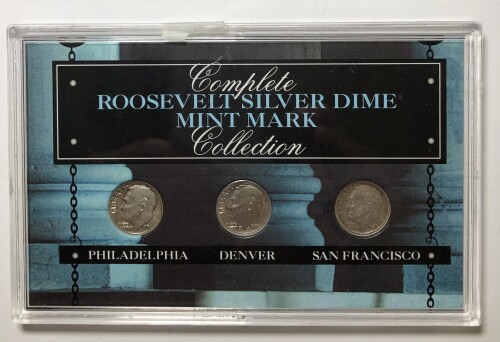 Complete
ROOSEVELT SILVER DIME
MINT MARK
Collection
PHILADELPHIA DENVER SAN FRANCISCO